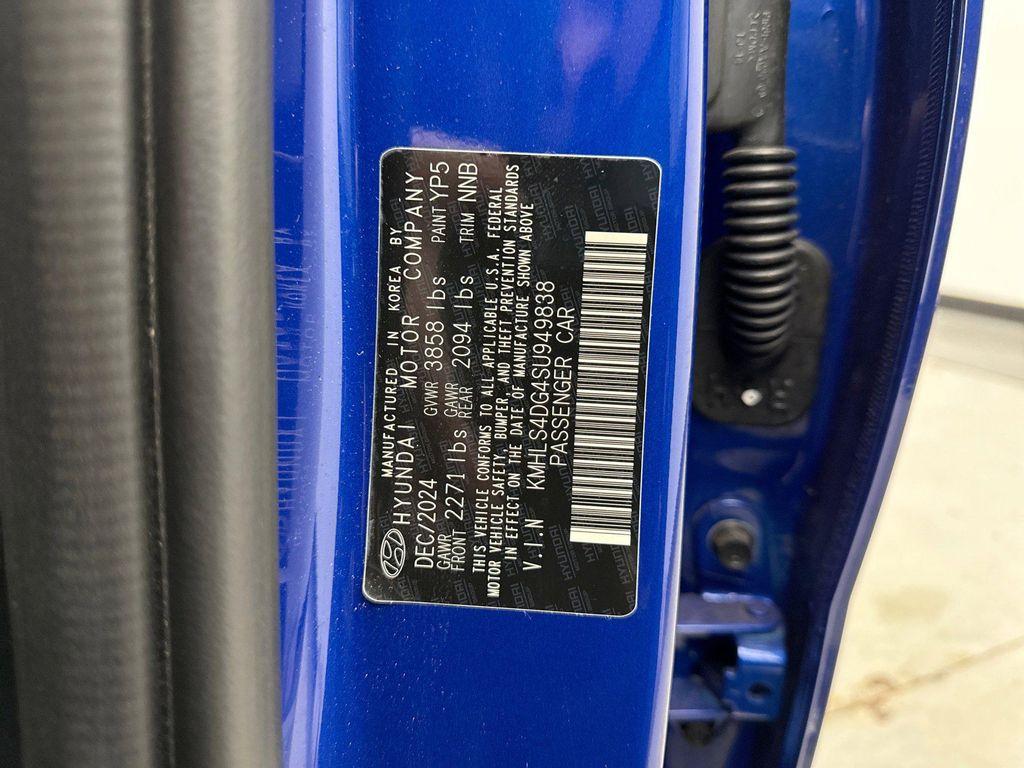 MANUFACTURED IN KOREA BY
HYUNDAI MOTOR COMPANY
DEC/2024 GVWR 3858 lbs PAINT YP5
GAWR FRONT 2271 lbs GAWR REAR 2094 lbs TRIM NNB
THIS VEHICLE CONFORMS TO ALL APPLICABLE U.S.A. FEDERAL
MOTOR VEHICLE SAFETY, BUMPER, AND THEFT PREVENTION STANDARDS
IN EFFECT ON THE DATE OF MANUFACTURE SHOWN ABOVE
V.I.N KMHLS4DG4SU949838
PASSENGER CAR